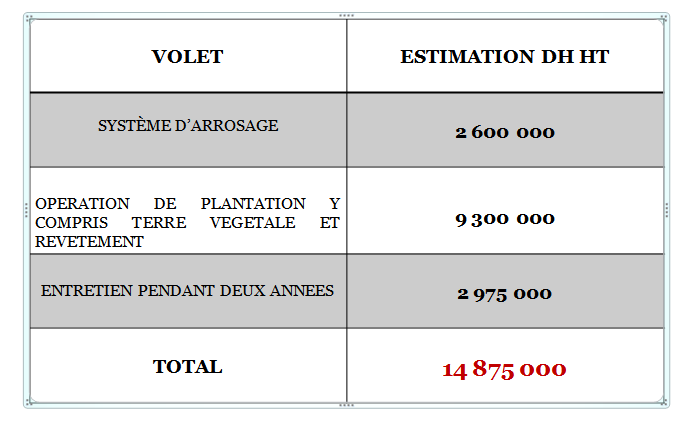 VOLET
ESTIMATION DH HT
SYSTÈME D’ARROSAGE
2 600 000
OPERATION DE PLANTATION Y
COMPRIS TERRE VEGETALE ET
REVETEMENT
9 300 000
ENTRETIEN PENDANT DEUX ANNEES
2 975 000
TOTAL
14 875 000